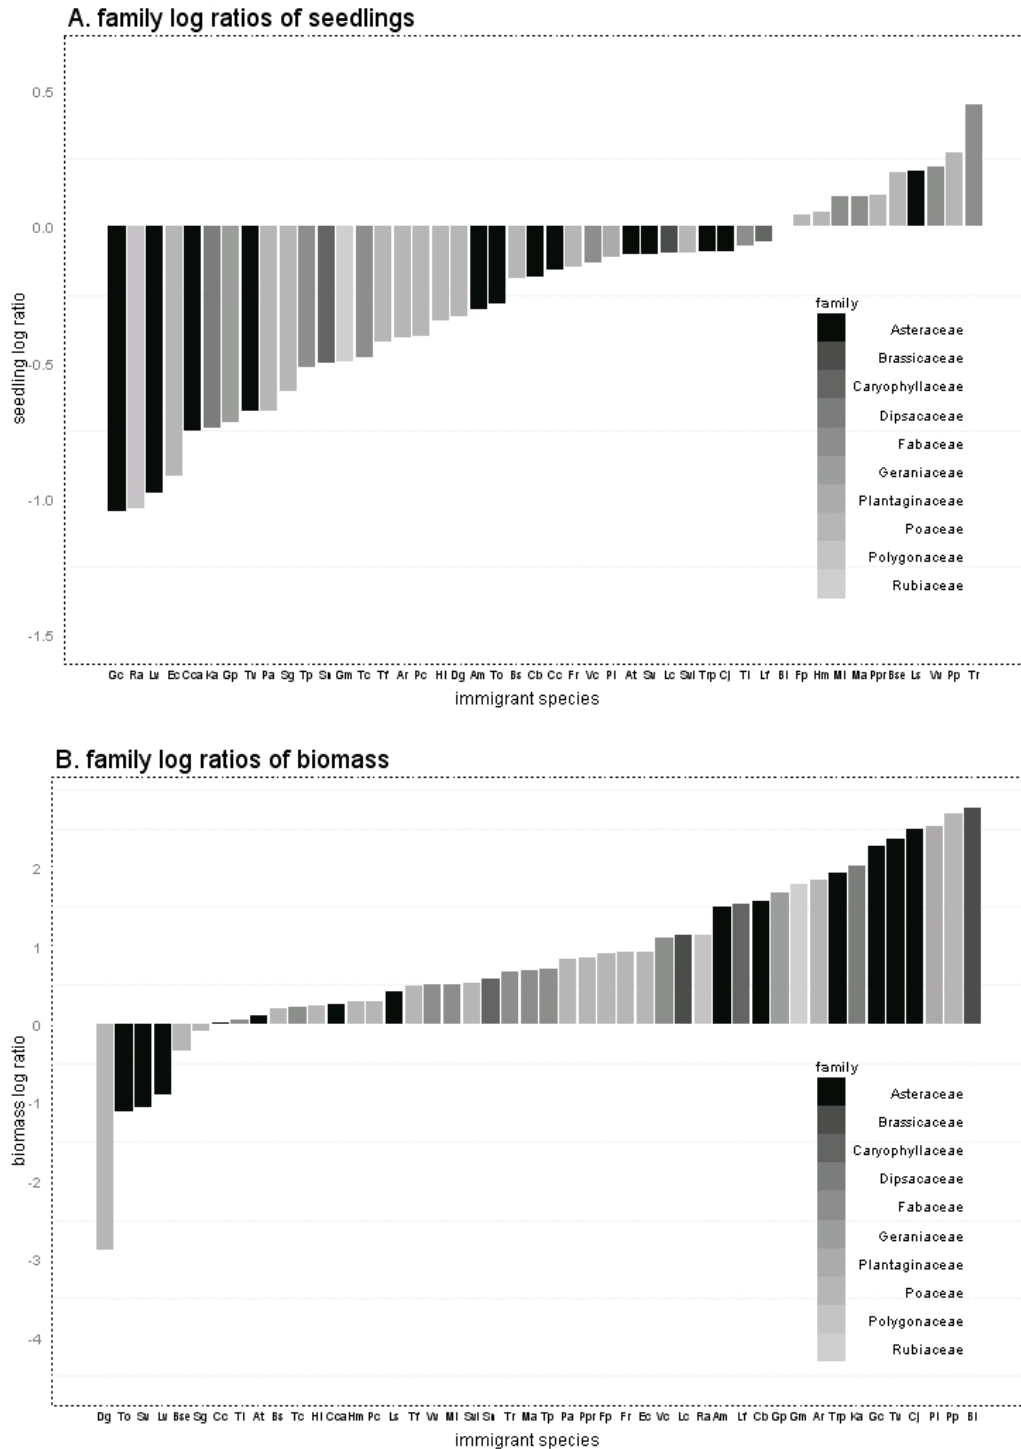 A. family log ratios of seedlings
0.5
0.0
-0.5
-1.0
-1.5
seedling log ratio
family
Asteraceae
Brassicaceae
Caryophyllaceae
Dipsacaceae
Fabaceae
Geraniaceae
Plantaginaceae
Poaceae
Polygonaceae
Rubiaceae
Gc Ra Lv Ec Cca Ka Gp Tv Pa Sg Tp Sn Gm Tc Tf Ar Pc Hl Dg Am To Bs Cb Cc Fr Vc Pl At Sv Lc Svl Trp Cj Tl Lf Bl Fp Hm Ml Ma Ppr Bse Ls Vv Pp Tr
immigrant species
B. family log ratios of biomass
2
1
0
-1
-2
-3
-4
biomass log ratio
family
Asteraceae
Brassicaceae
Caryophyllaceae
Dipsacaceae
Fabaceae
Geraniaceae
Plantaginaceae
Poaceae
Polygonaceae
Rubiaceae
Dg To Sv Lv Bse Sg Cc Tl At Bs Tc Hl Cca Hm Pc Ls Tf Vv Ml Svl Sn Tr Ma Tp Pa Ppr Fp Fr Ec Vc Lc Ra Am Lf Cb Gp Gm Ar Trp Ka Gc Tv Cj Pl Pp Bl
immigrant species